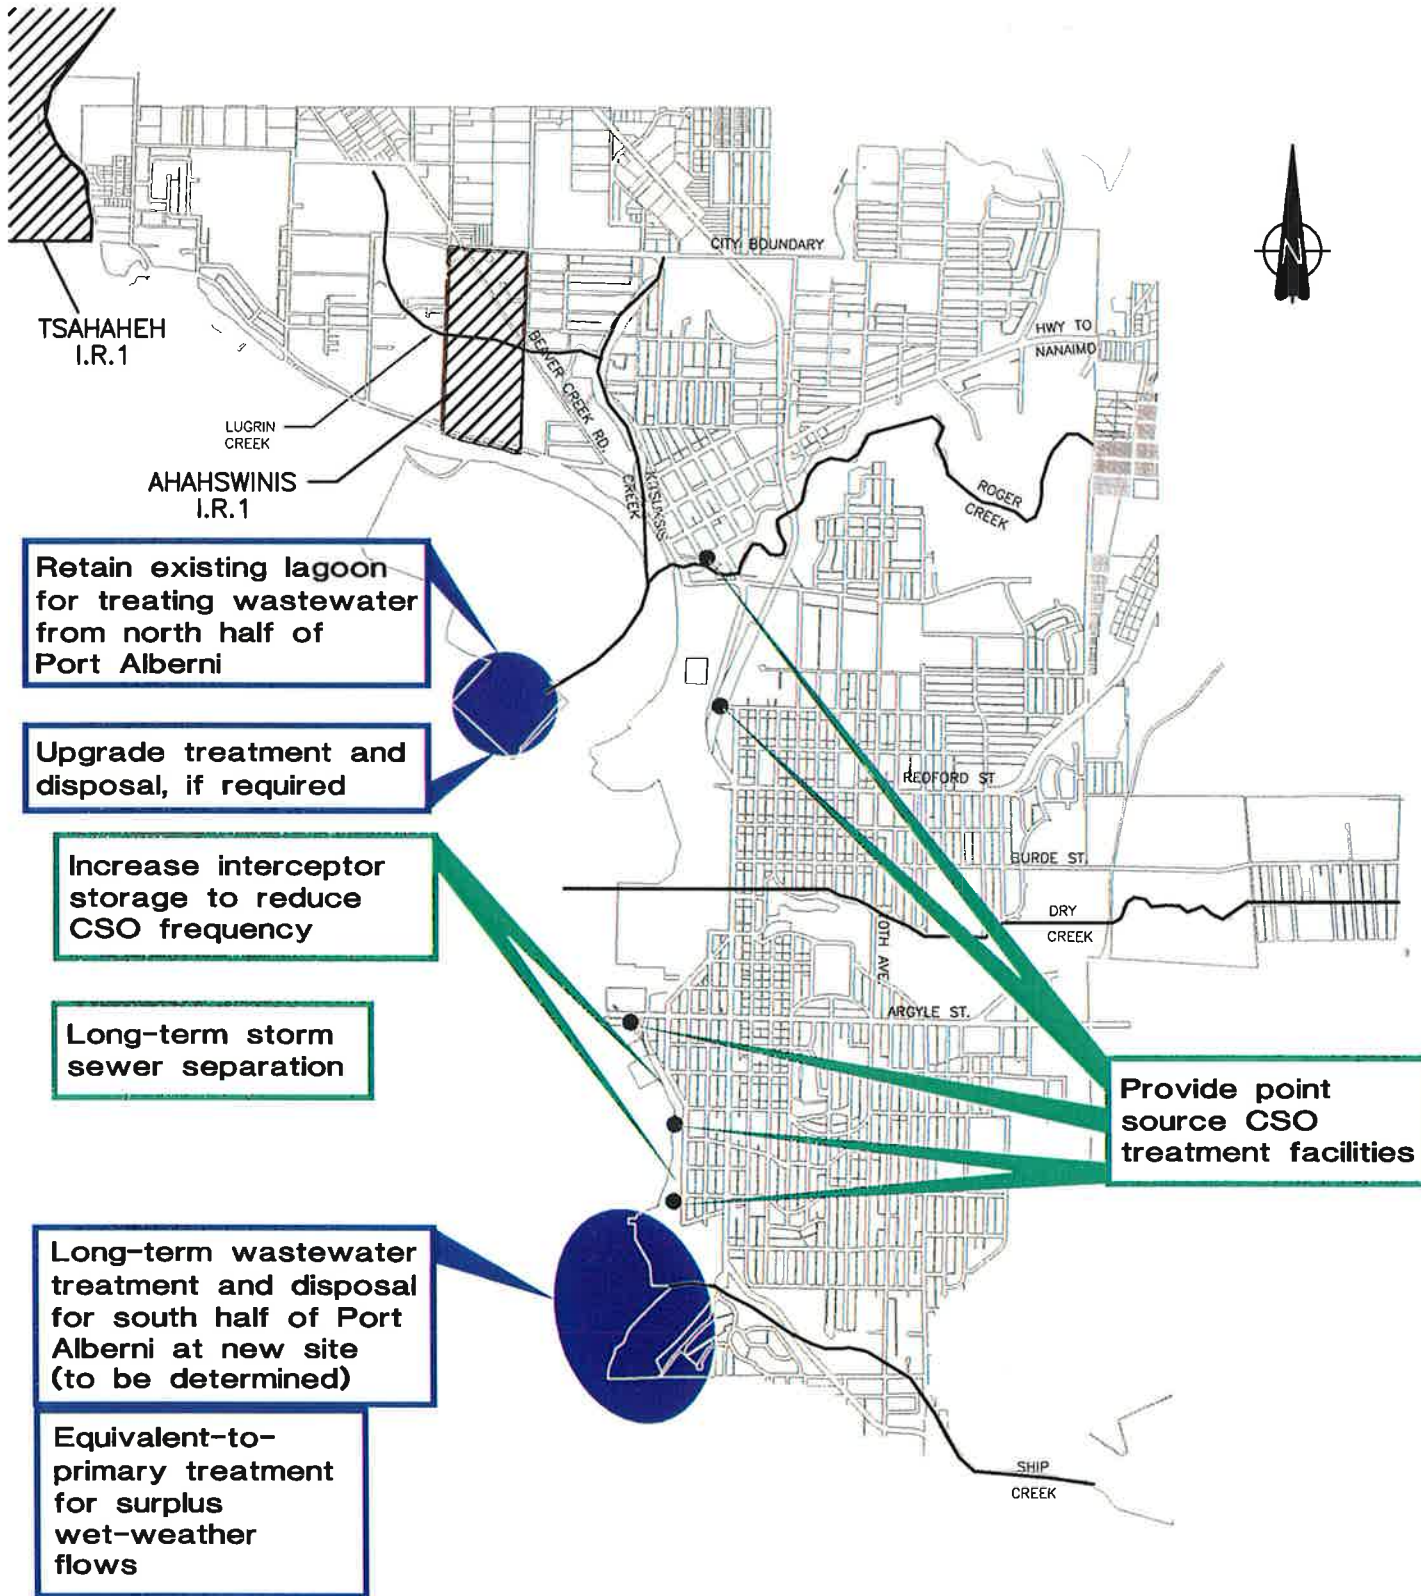 CITY BOUNDARY
N
TSAHAHEH
I.R.1
HWY TO
NANAIMO
BEAVER CREEK RD.
LUGRIN
CREEK
AHAHSWINIS
I.R.1
KITSUKSIS
CREEK
ROGER
CREEK
Retain existing lagoon
for treating wastewater
from north half of
Port Alberni
Upgrade treatment and
disposal, if required
REDFORD ST
BURDE ST.
Increase interceptor
storage to reduce
CSO frequency
DRY
CREEK
0TH AVE.
ARGYLE ST.
Long-term storm
sewer separation
Provide point
source CSO
treatment facilities
Long-term wastewater
treatment and disposal
for south half of Port
Alberni at new site
(to be determined)
Equivalent-to-
primary treatment
for surplus
wet-weather
flows
SHIP
CREEK